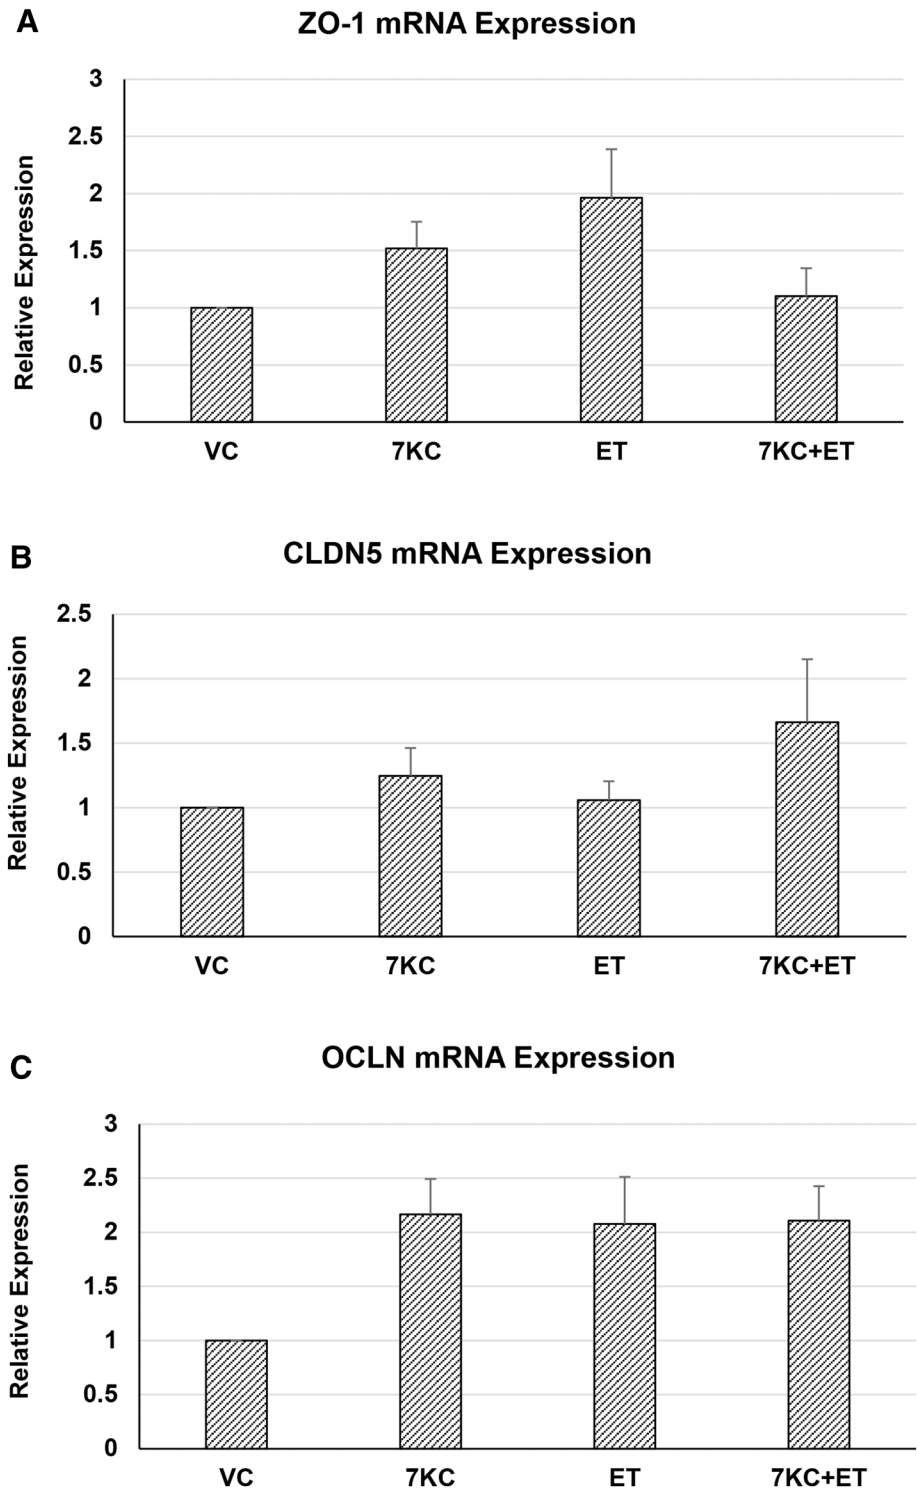 A
ZO-1 mRNA Expression
Relative Expression
3
2.5
2
1.5
1
0.5
0
VC 7KC ET 7KC+ET
B
CLDN5 mRNA Expression
Relative Expression
2.5
2
1.5
1
0.5
0
VC 7KC ET 7KC+ET
C
OCLN mRNA Expression
Relative Expression
3
2.5
2
1.5
1
0.5
0
VC 7KC ET 7KC+ET